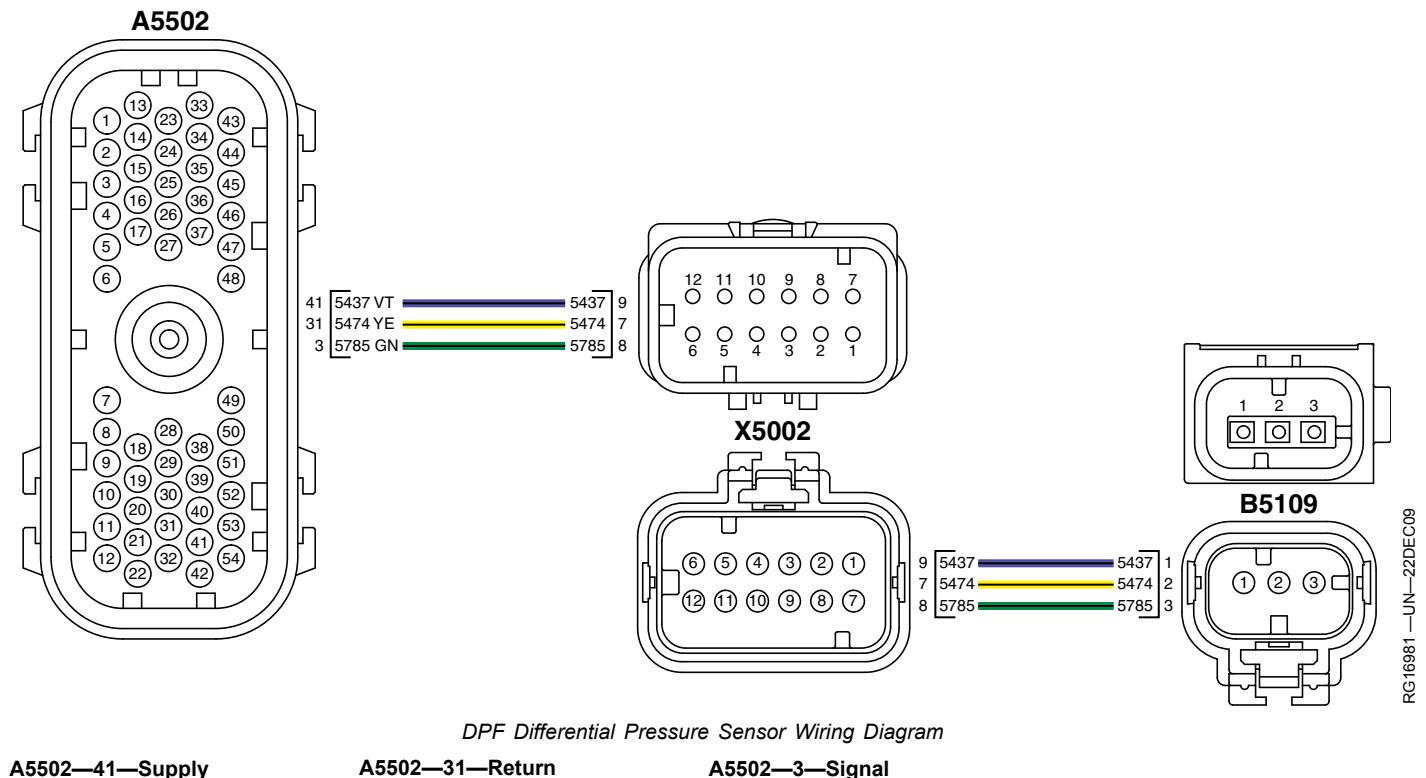 A5502
13 33
1 23 43
14 34
2 24 44
15 35
3 25 45
16 36
4 26 46
17 37
5 27 47
6 48
41 5437 VT 5437 9
31 5474 YE 5474 7
3 5785 GN 5785 8
12 11 10 9 8 7
6 5 4 3 2 1
7 49
8 28 50
18 38
9 29 51
19 39
10 30 52
20 40
11 31 53
21 41
12 32 54
22 42
X5002
6 5 4 3 2 1
12 11 10 9 8 7
9 5437 5437 1
7 5474 5474 2
8 5785 5785 3
1 2 3
B5109
1 2 3
RG16981 —UN—22DEC09
DPF Differential Pressure Sensor Wiring Diagram
A5502—41—Supply A5502—31—Return A5502—3—Signal